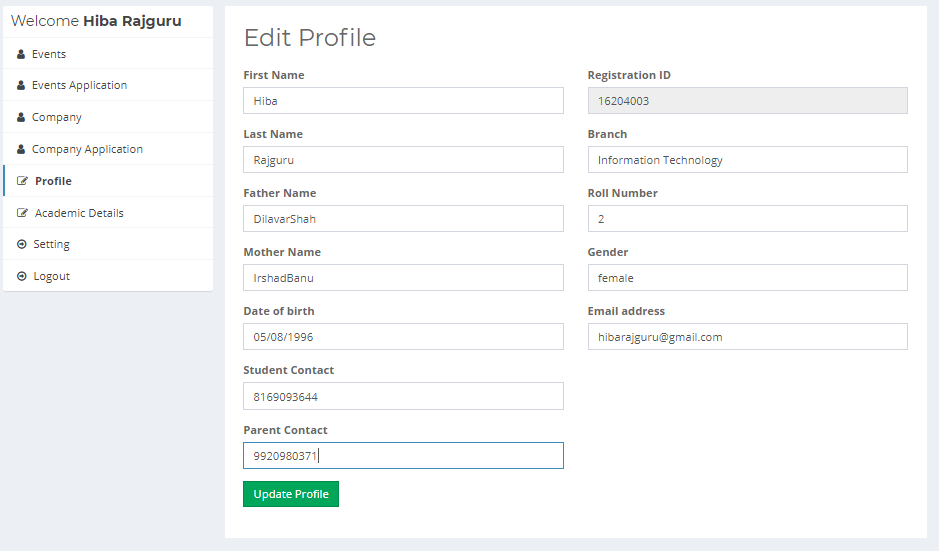 Welcome Hiba Rajguru
Events
Events Application
Company
Company Application
Profile
Academic Details
Setting
Logout
Edit Profile
First Name
Hiba
Last Name
Rajguru
Father Name
DilavarShah
Mother Name
IrshadBanu
Date of birth
05/08/1996
Student Contact
8169093644
Parent Contact
9920980371
Update Profile
Registration ID
16204003
Branch
Information Technology
Roll Number
2
Gender
female
Email address
hibarajguru@gmail.com